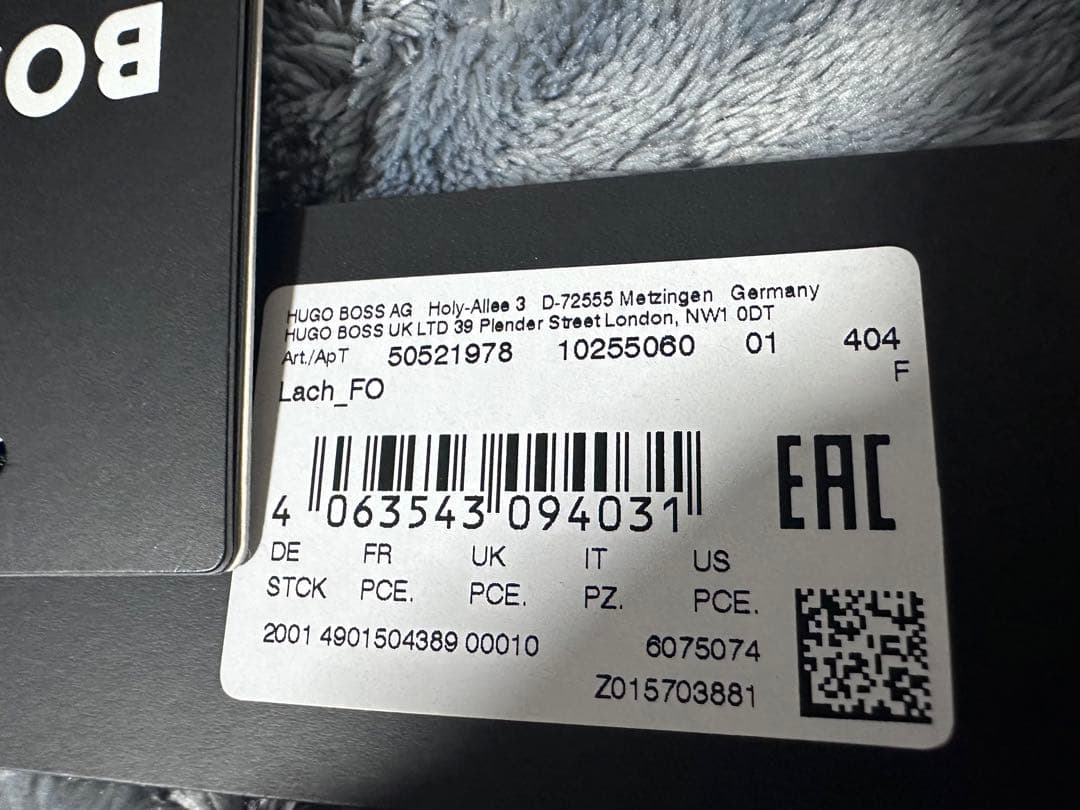 BO
HUGO BOSS AG Holy-Allee 3 D-72555 Metzingen Germany
HUGO BOSS UK LTD 39 Plender Street London, NW1 0DT
Art./ApT 50521978 10255060 01 404
F
Lach_FO
4 063543 094031
EAC
DE FR UK IT US
STCK PCE. PCE. PZ. PCE.
2001 4901504389 00010 6075074
Z015703881